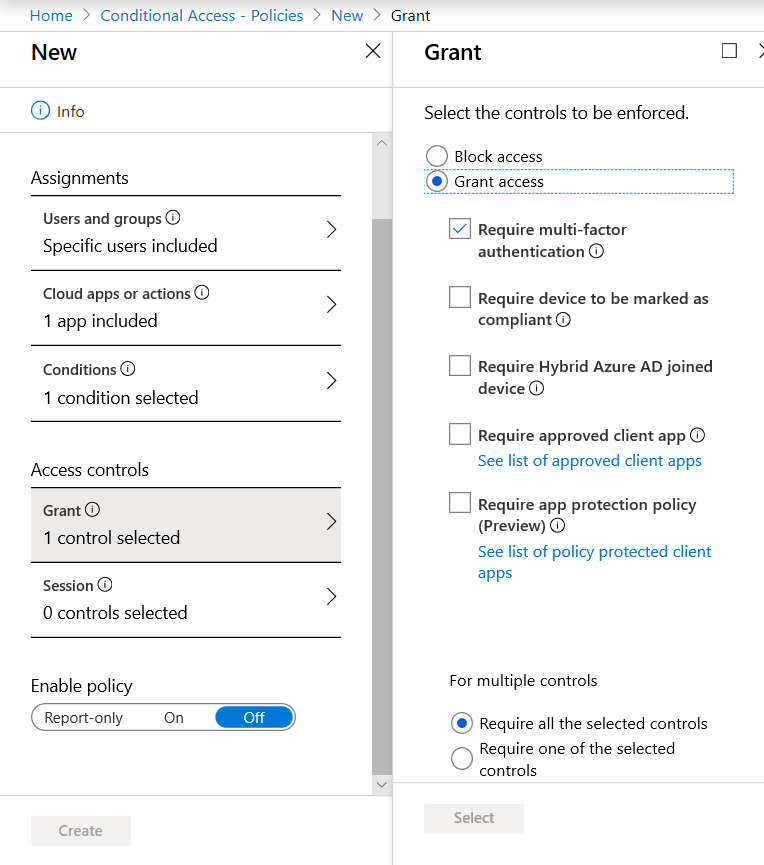 Home > Conditional Access - Policies > New > Grant
New
Info
Assignments
Users and groups
Specific users included
Cloud apps or actions
1 app included
Conditions
1 condition selected
Access controls
Grant
1 control selected
Session
0 controls selected
Enable policy
Report-only On Off
Create
Grant
Select the controls to be enforced.
Block access
Grant access
Require multi-factor
authentication
Require device to be marked as
compliant
Require Hybrid Azure AD joined
device
Require approved client app
See list of approved client apps
Require app protection policy
(Preview)
See list of policy protected client
apps
For multiple controls
Require all the selected controls
Require one of the selected
controls
Select